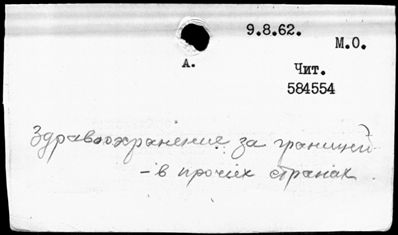 9.8.62.
М.О.
А.
Чит.
584554
Здравоохранение за границей
- в прочих странах